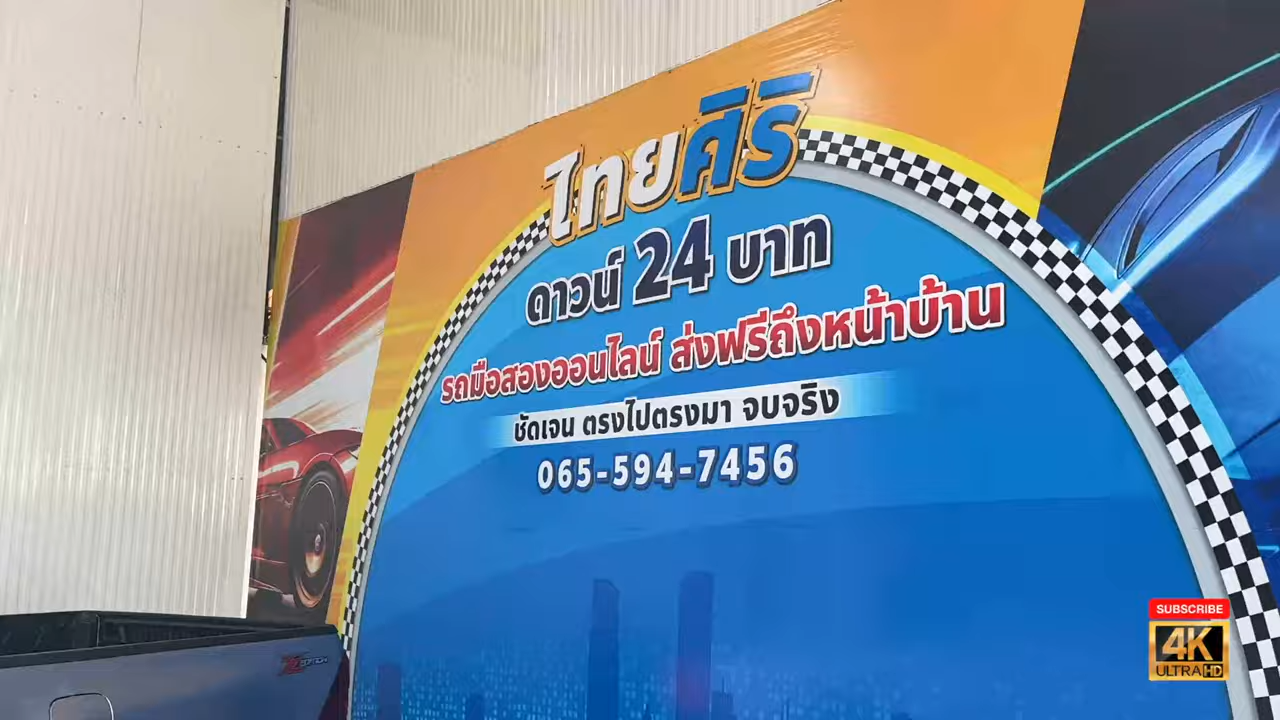 ไทยศิริ
ดาวน์ 24 บาท
รถมือสองออนไลน์ ส่งฟรีถึงหน้าบ้าน
ชัดเจน ตรงไปตรงมา จบจริง
065-594-7456
SUBSCRIBE
4K
ULTRA HD